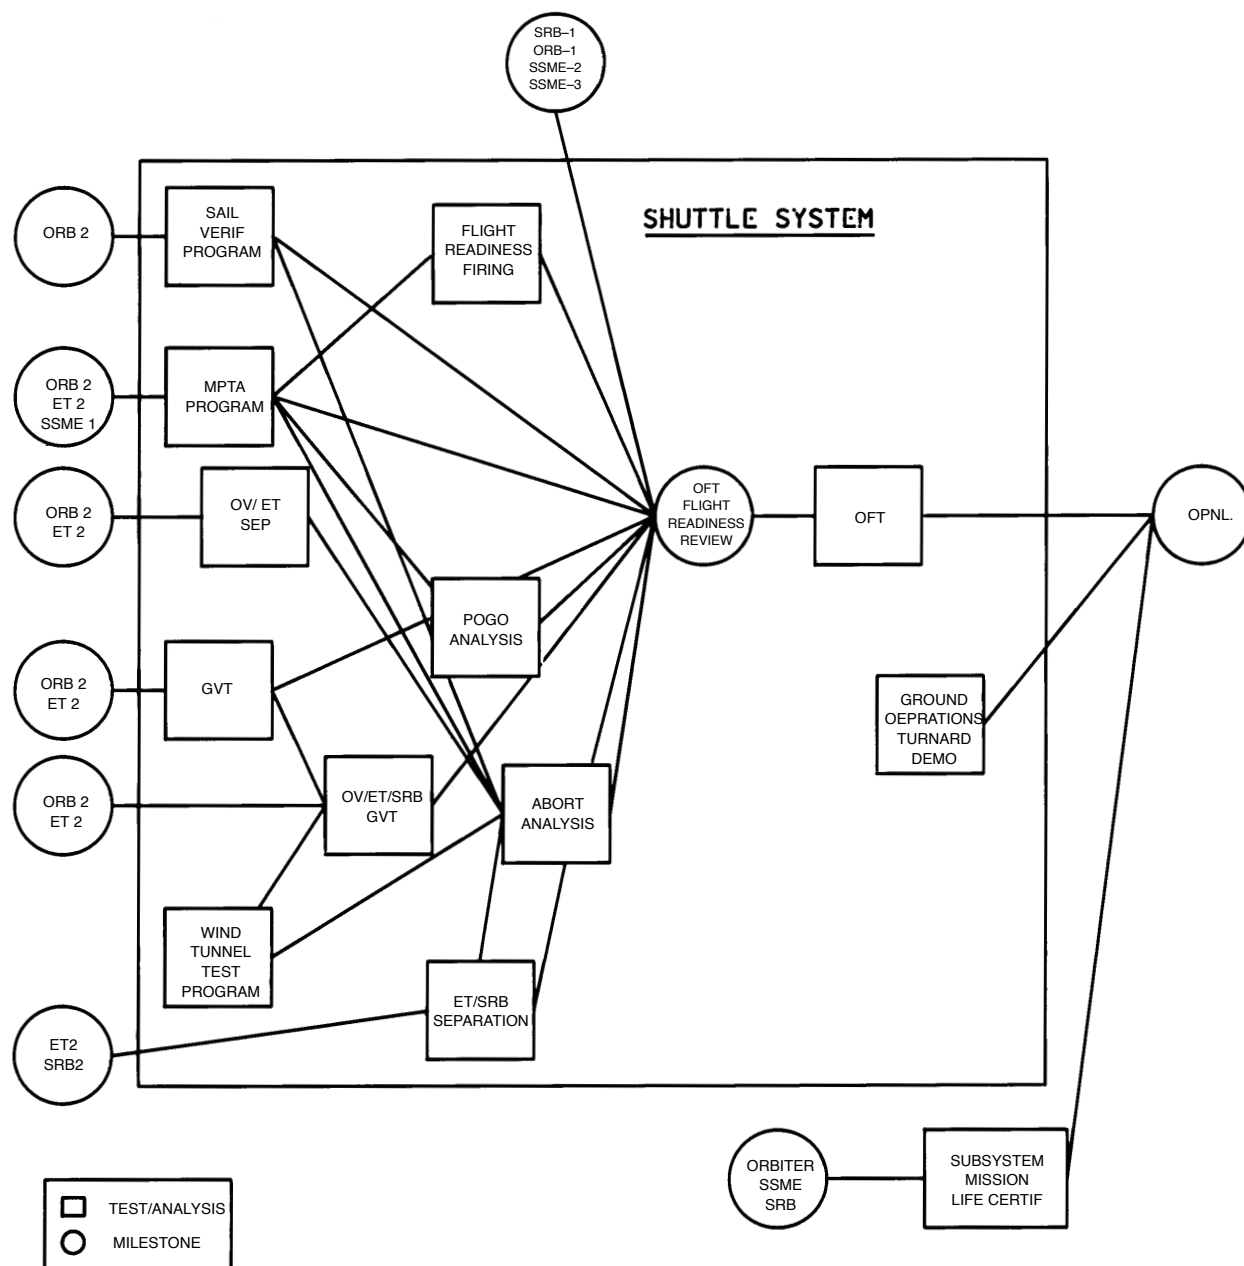 SRB–1
ORB–1
SSME–2
SSME–3
SHUTTLE SYSTEM
ORB 2
SAIL
VERIF
PROGRAM
FLIGHT
READINESS
FIRING
ORB 2
ET 2
SSME 1
MPTA
PROGRAM
ORB 2
ET 2
OV/ ET
SEP
OFT
FLIGHT
READINESS
REVIEW
OFT
OPNL.
POGO
ANALYSIS
ORB 2
ET 2
GVT
GROUND
OEPRATIONS
TURNARD
DEMO
ORB 2
ET 2
OV/ET/SRB
GVT
ABORT
ANALYSIS
WIND
TUNNEL
TEST
PROGRAM
ET/SRB
SEPARATION
ET2
SRB2
ORBITER
SSME
SRB
SUBSYSTEM
MISSION
LIFE CERTIF
TEST/ANALYSIS
MILESTONE